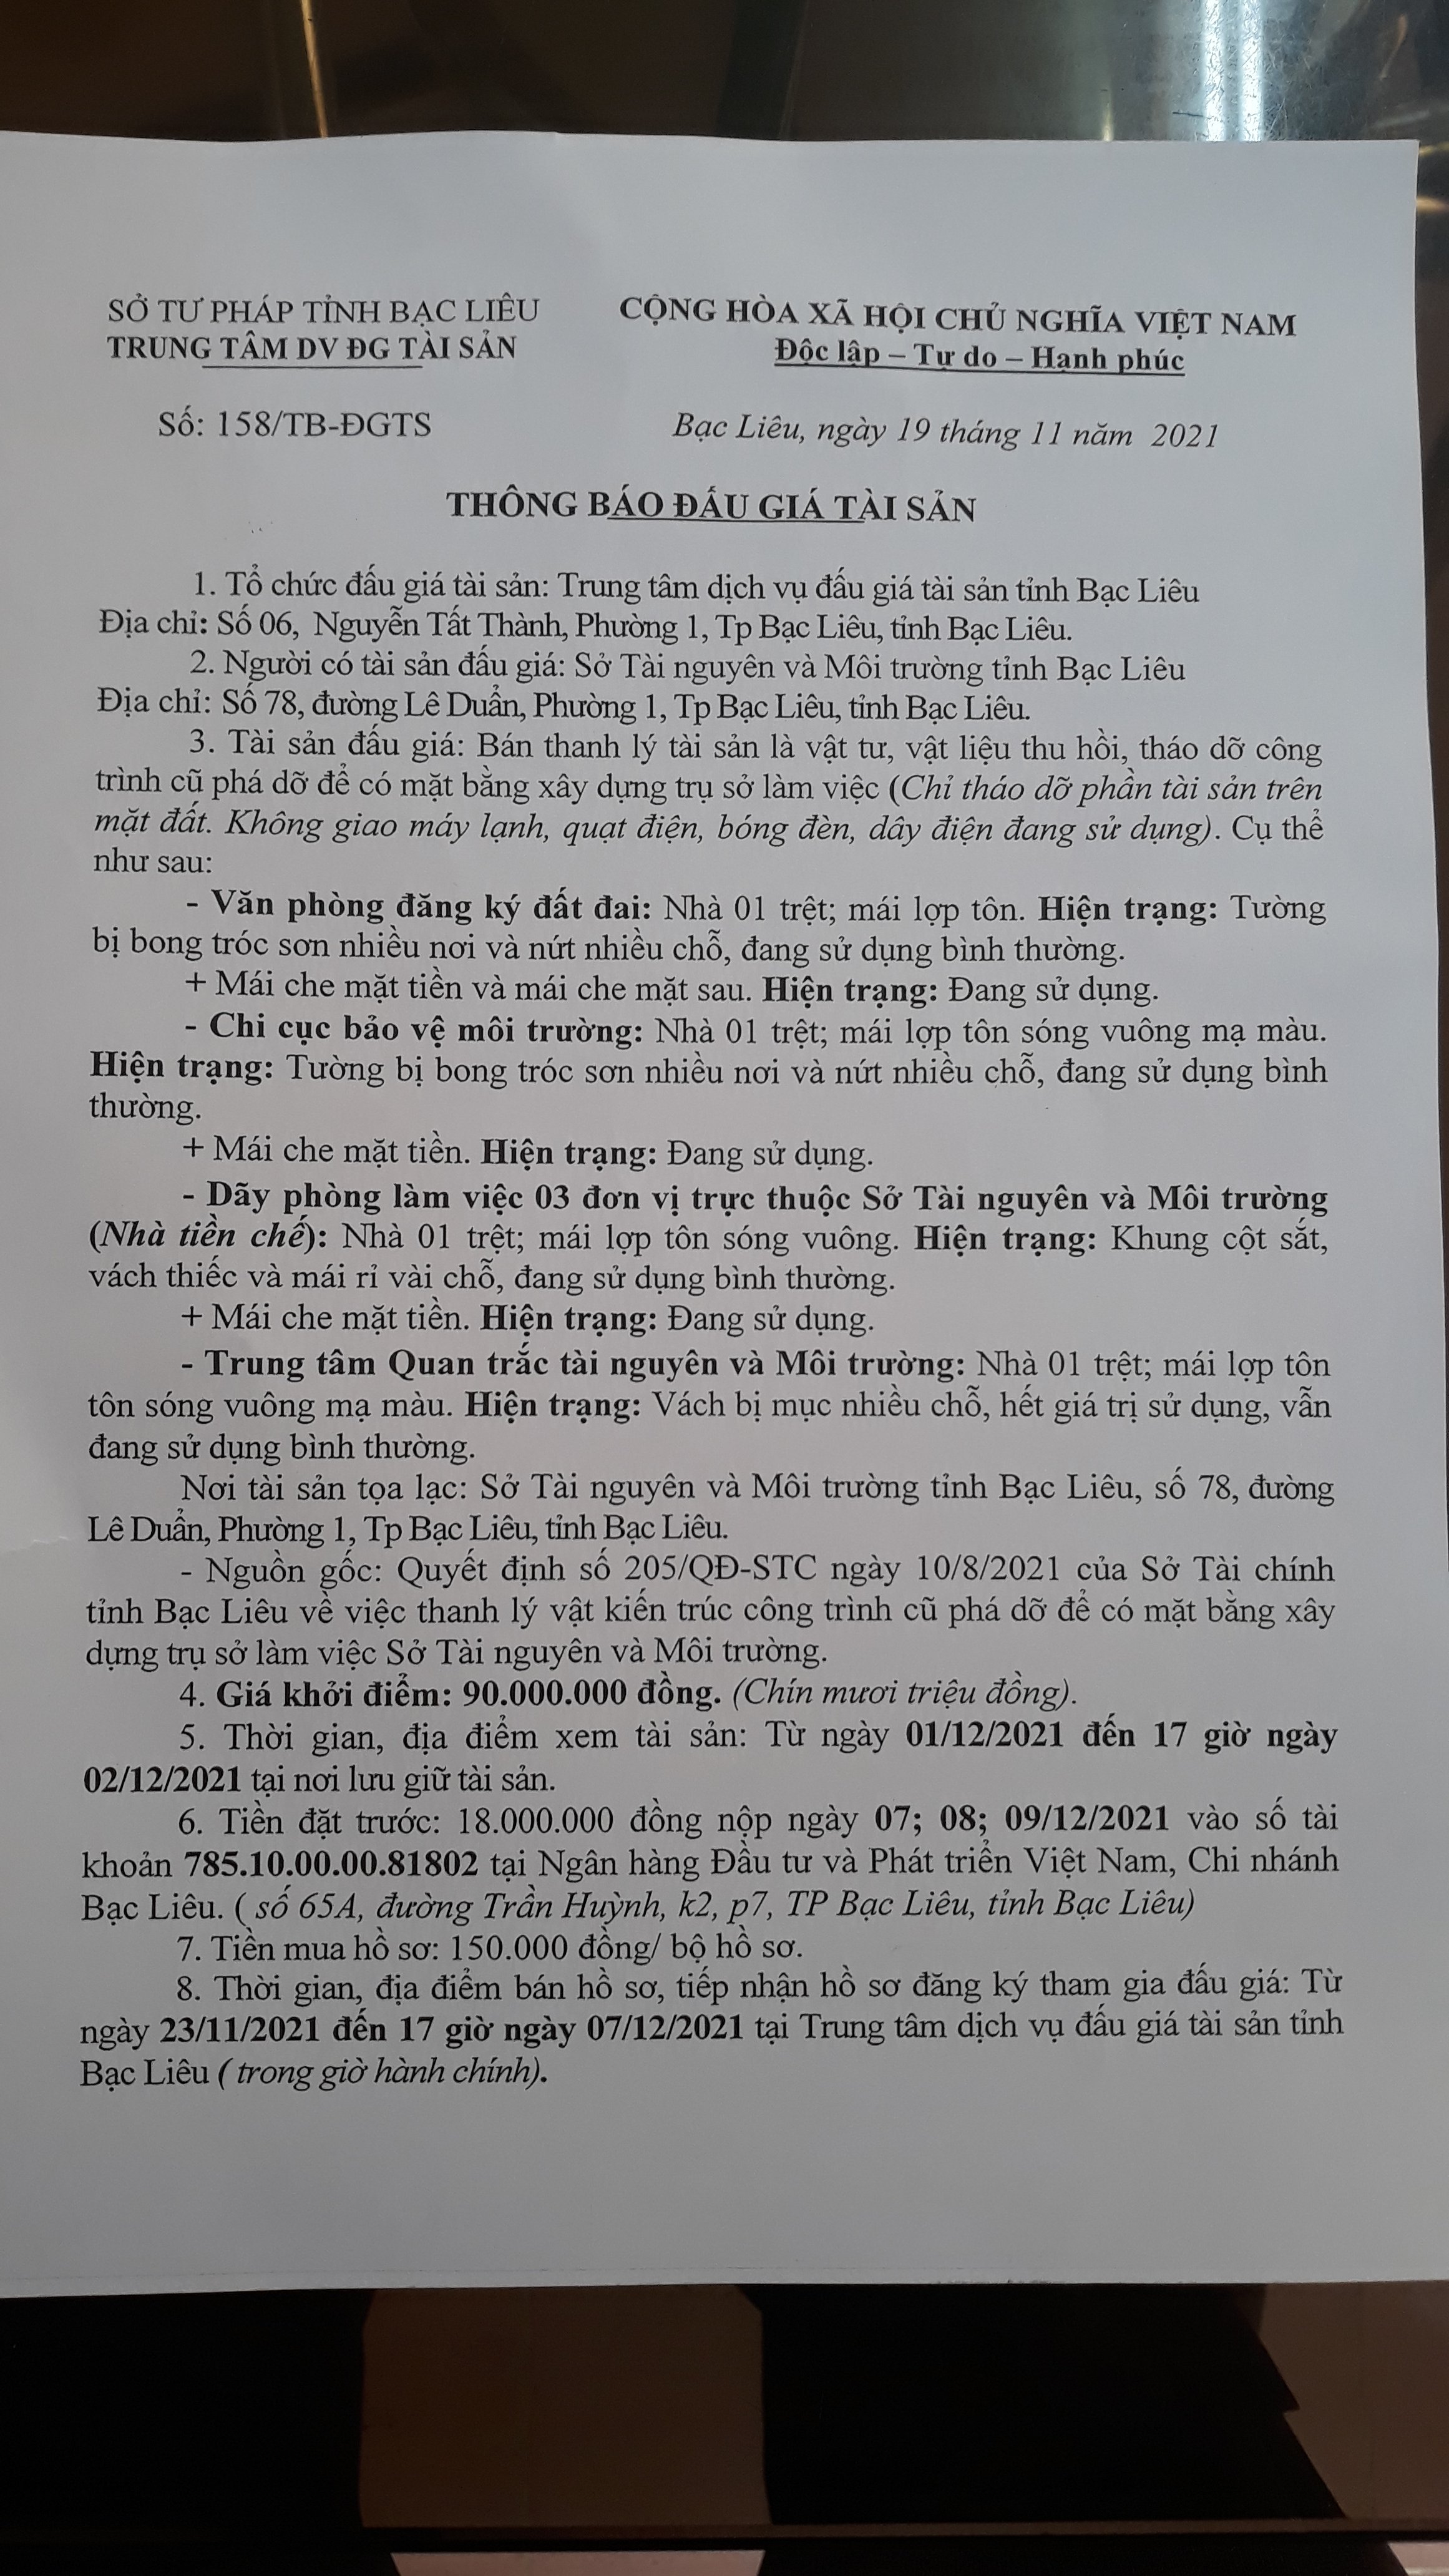 SỞ TƯ PHÁP TỈNH BẠC LIÊU
TRUNG TÂM DV ĐG TÀI SẢN
CỘNG HÒA XÃ HỘI CHỦ NGHĨA VIỆT NAM
Độc lập – Tự do – Hạnh phúc
Số: 158/TB-ĐGTS
Bạc Liêu, ngày 19 tháng 11 năm 2021
THÔNG BÁO ĐẤU GIÁ TÀI SẢN
1. Tổ chức đấu giá tài sản: Trung tâm dịch vụ đấu giá tài sản tỉnh Bạc Liêu
Địa chỉ: Số 06, Nguyễn Tất Thành, Phường 1, Tp Bạc Liêu, tỉnh Bạc Liêu.
2. Người có tài sản đấu giá: Sở Tài nguyên và Môi trường tỉnh Bạc Liêu
Địa chỉ: Số 78, đường Lê Duẩn, Phường 1, Tp Bạc Liêu, tỉnh Bạc Liêu.
3. Tài sản đấu giá: Bán thanh lý tài sản là vật tư, vật liệu thu hồi, tháo dỡ công
trình cũ phá dỡ để có mặt bằng xây dựng trụ sở làm việc (Chỉ tháo dỡ phần tài sản trên
mặt đất. Không giao máy lạnh, quạt điện, bóng đèn, dây điện đang sử dụng). Cụ thể
như sau:
- Văn phòng đăng ký đất đai: Nhà 01 trệt; mái lợp tôn. Hiện trạng: Tường
bị bong tróc sơn nhiều nơi và nứt nhiều chỗ, đang sử dụng bình thường.
+ Mái che mặt tiền và mái che mặt sau. Hiện trạng: Đang sử dụng.
- Chi cục bảo vệ môi trường: Nhà 01 trệt; mái lợp tôn sóng vuông mạ màu.
Hiện trạng: Tường bị bong tróc sơn nhiều nơi và nứt nhiều chỗ, đang sử dụng bình
thường.
+ Mái che mặt tiền. Hiện trạng: Đang sử dụng.
- Dãy phòng làm việc 03 đơn vị trực thuộc Sở Tài nguyên và Môi trường
(Nhà tiền chế): Nhà 01 trệt; mái lợp tôn sóng vuông. Hiện trạng: Khung cột sắt,
vách thiếc và mái rỉ vài chỗ, đang sử dụng bình thường.
+ Mái che mặt tiền. Hiện trạng: Đang sử dụng.
- Trung tâm Quan trắc tài nguyên và Môi trường: Nhà 01 trệt; mái lợp tôn
tôn sóng vuông mạ màu. Hiện trạng: Vách bị mục nhiều chỗ, hết giá trị sử dụng, vẫn
đang sử dụng bình thường.
Nơi tài sản tọa lạc: Sở Tài nguyên và Môi trường tỉnh Bạc Liêu, số 78, đường
Lê Duẩn, Phường 1, Tp Bạc Liêu, tỉnh Bạc Liêu.
- Nguồn gốc: Quyết định số 205/QĐ-STC ngày 10/8/2021 của Sở Tài chính
tỉnh Bạc Liêu về việc thanh lý vật kiến trúc công trình cũ phá dỡ để có mặt bằng xây
dựng trụ sở làm việc Sở Tài nguyên và Môi trường.
4. Giá khởi điểm: 90.000.000 đồng. (Chín mươi triệu đồng).
5. Thời gian, địa điểm xem tài sản: Từ ngày 01/12/2021 đến 17 giờ ngày
02/12/2021 tại nơi lưu giữ tài sản.
6. Tiền đặt trước: 18.000.000 đồng nộp ngày 07; 08; 09/12/2021 vào số tài
khoản 785.10.00.00.81802 tại Ngân hàng Đầu tư và Phát triển Việt Nam, Chi nhánh
Bạc Liêu. ( số 65A, đường Trần Huỳnh, k2, p7, TP Bạc Liêu, tỉnh Bạc Liêu)
7. Tiền mua hồ sơ: 150.000 đồng/ bộ hồ sơ.
8. Thời gian, địa điểm bán hồ sơ, tiếp nhận hồ sơ đăng ký tham gia đấu giá: Từ
ngày 23/11/2021 đến 17 giờ ngày 07/12/2021 tại Trung tâm dịch vụ đấu giá tài sản tỉnh
Bạc Liêu ( trong giờ hành chính).